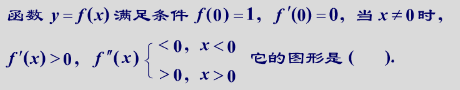 函数 y=f(x) 满足条件 f(0)=1, f′(0)=0, 当 x≠0 时,
f′(x)>0, f″(x) { <0, x<0
>0, x>0 它的图形是 ( ).